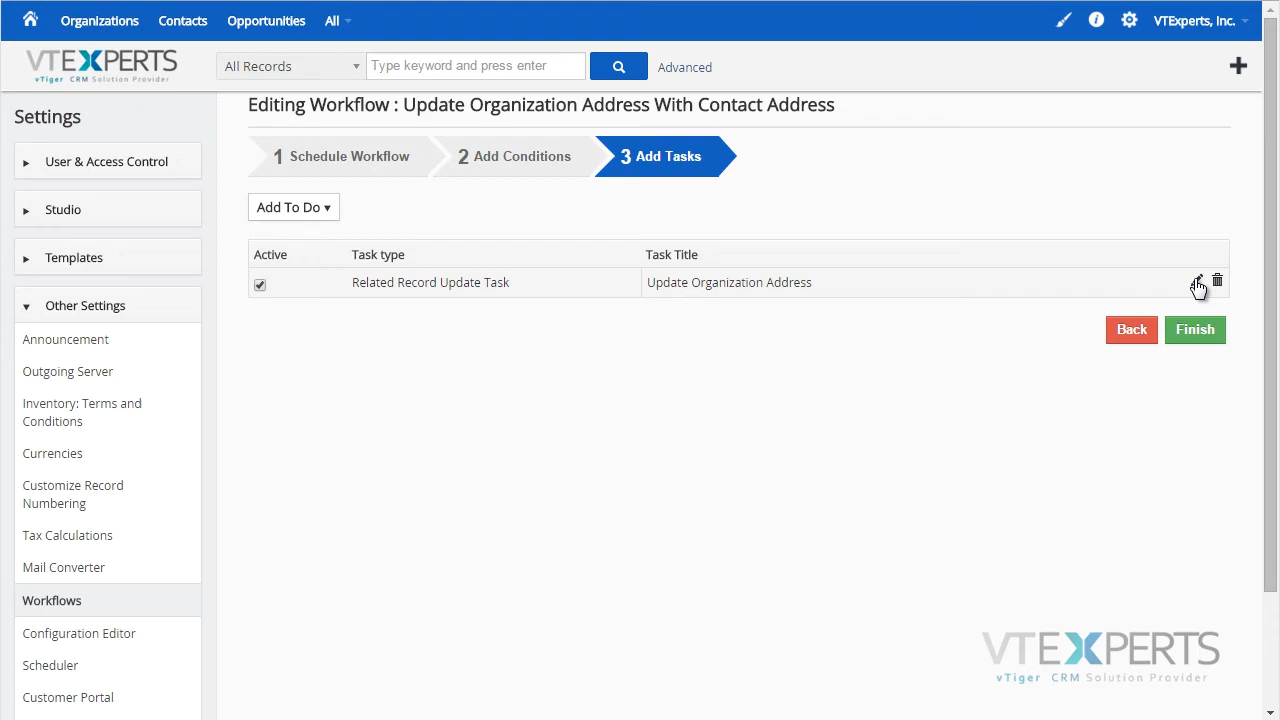 Organizations Contacts Opportunities All
VTExperts, Inc.
VTEXPERTS
vTiger CRM Solution Provider
All Records
Type keyword and press enter
Advanced
Settings
User & Access Control
Studio
Templates
Other Settings
Announcement
Outgoing Server
Inventory: Terms and
Conditions
Currencies
Customize Record
Numbering
Tax Calculations
Mail Converter
Workflows
Configuration Editor
Scheduler
Customer Portal
Editing Workflow : Update Organization Address With Contact Address
1 Schedule Workflow
2 Add Conditions
3 Add Tasks
Add To Do
Active Task type Task Title
Related Record Update Task Update Organization Address
Back Finish
VTEXPERTS
vTiger CRM Solution Provider